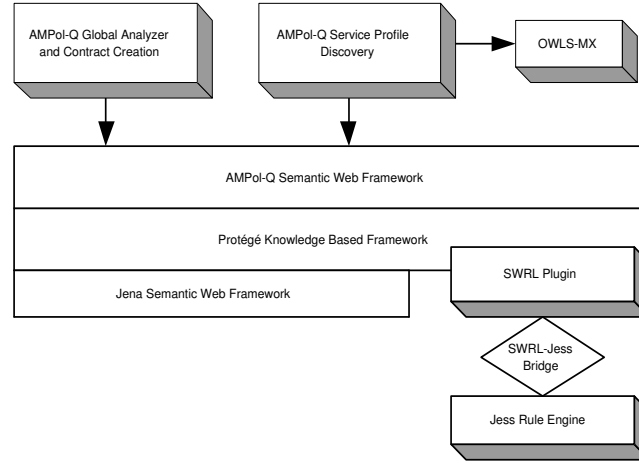 AMPol-Q Global Analyzer
and Contract Creation
AMPol-Q Service Profile
Discovery
OWLS-MX
AMPol-Q Semantic Web Framework
Protégé Knowledge Based Framework
Jena Semantic Web Framework
SWRL Plugin
SWRL-Jess
Bridge
Jess Rule Engine